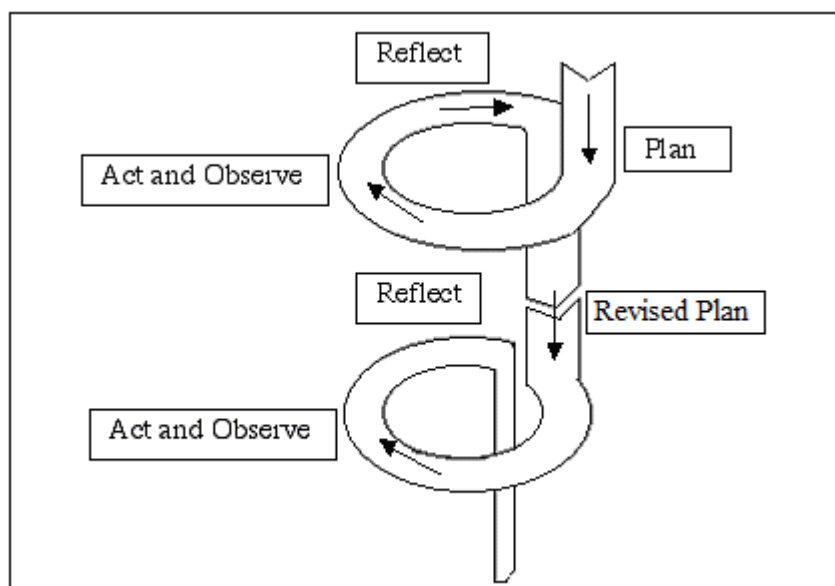 Reflect
Plan
Act and Observe
Reflect
Revised Plan
Act and Observe